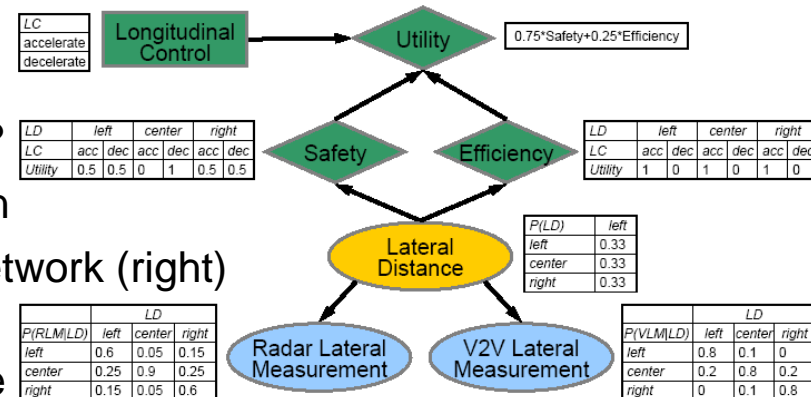 LC
accelerate
decelerate
Longitudinal
Control
Utility
0.75*Safety+0.25*Efficiency
LD left center right
LC acc dec acc dec acc dec
Utility 0.5 0.5 0 1 0.5 0.5
Safety
Efficiency
LD left center right
LC acc dec acc dec acc dec
Utility 1 0 1 0 1 0
Lateral
Distance
P(LD) left
left 0.33
center 0.33
right 0.33
twork (right)
LD
P(RLM|LD) left center right
left 0.6 0.05 0.15
center 0.25 0.9 0.25
right 0.15 0.05 0.6
Radar Lateral
Measurement
V2V Lateral
Measurement
LD
P(VLM|LD) left center right
left 0.8 0.1 0
center 0.2 0.8 0.2
right 0 0.1 0.8